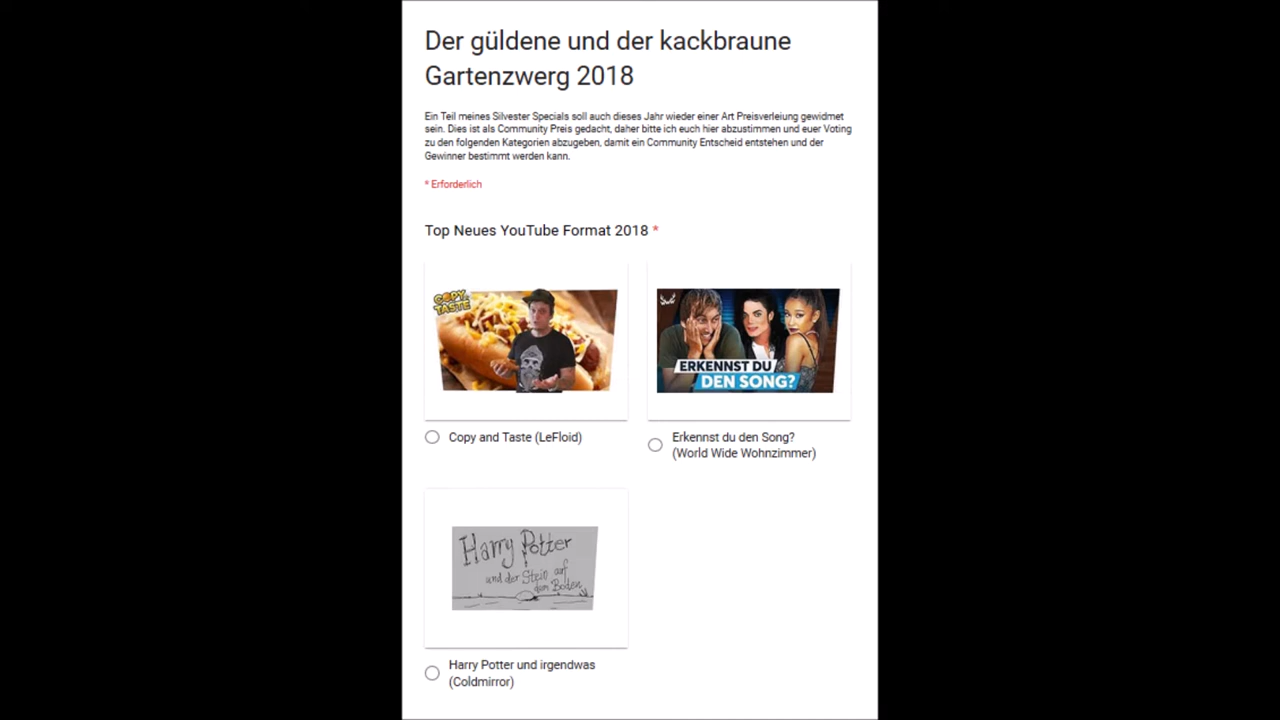 Der güldene und der kackbraune
Gartenzwerg 2018
Ein Teil meines Silvester Specials soll auch dieses Jahr wieder einer Art Preisverleiung gewidmet
sein. Dies ist als Community Preis gedacht, daher bitte ich euch hier abzustimmen und euer Voting
zu den folgenden Kategorien abzugeben, damit ein Community Entscheid entstehen und der
Gewinner bestimmt werden kann.
* Erforderlich
Top Neues YouTube Format 2018 *
COPY
TASTE
ERKENNST DU
DEN SONG?
Copy and Taste (LeFloid)
Erkennst du den Song?
(World Wide Wohnzimmer)
Harry Potter
und der Stein auf
dem Boden
Harry Potter und irgendwas
(Coldmirror)